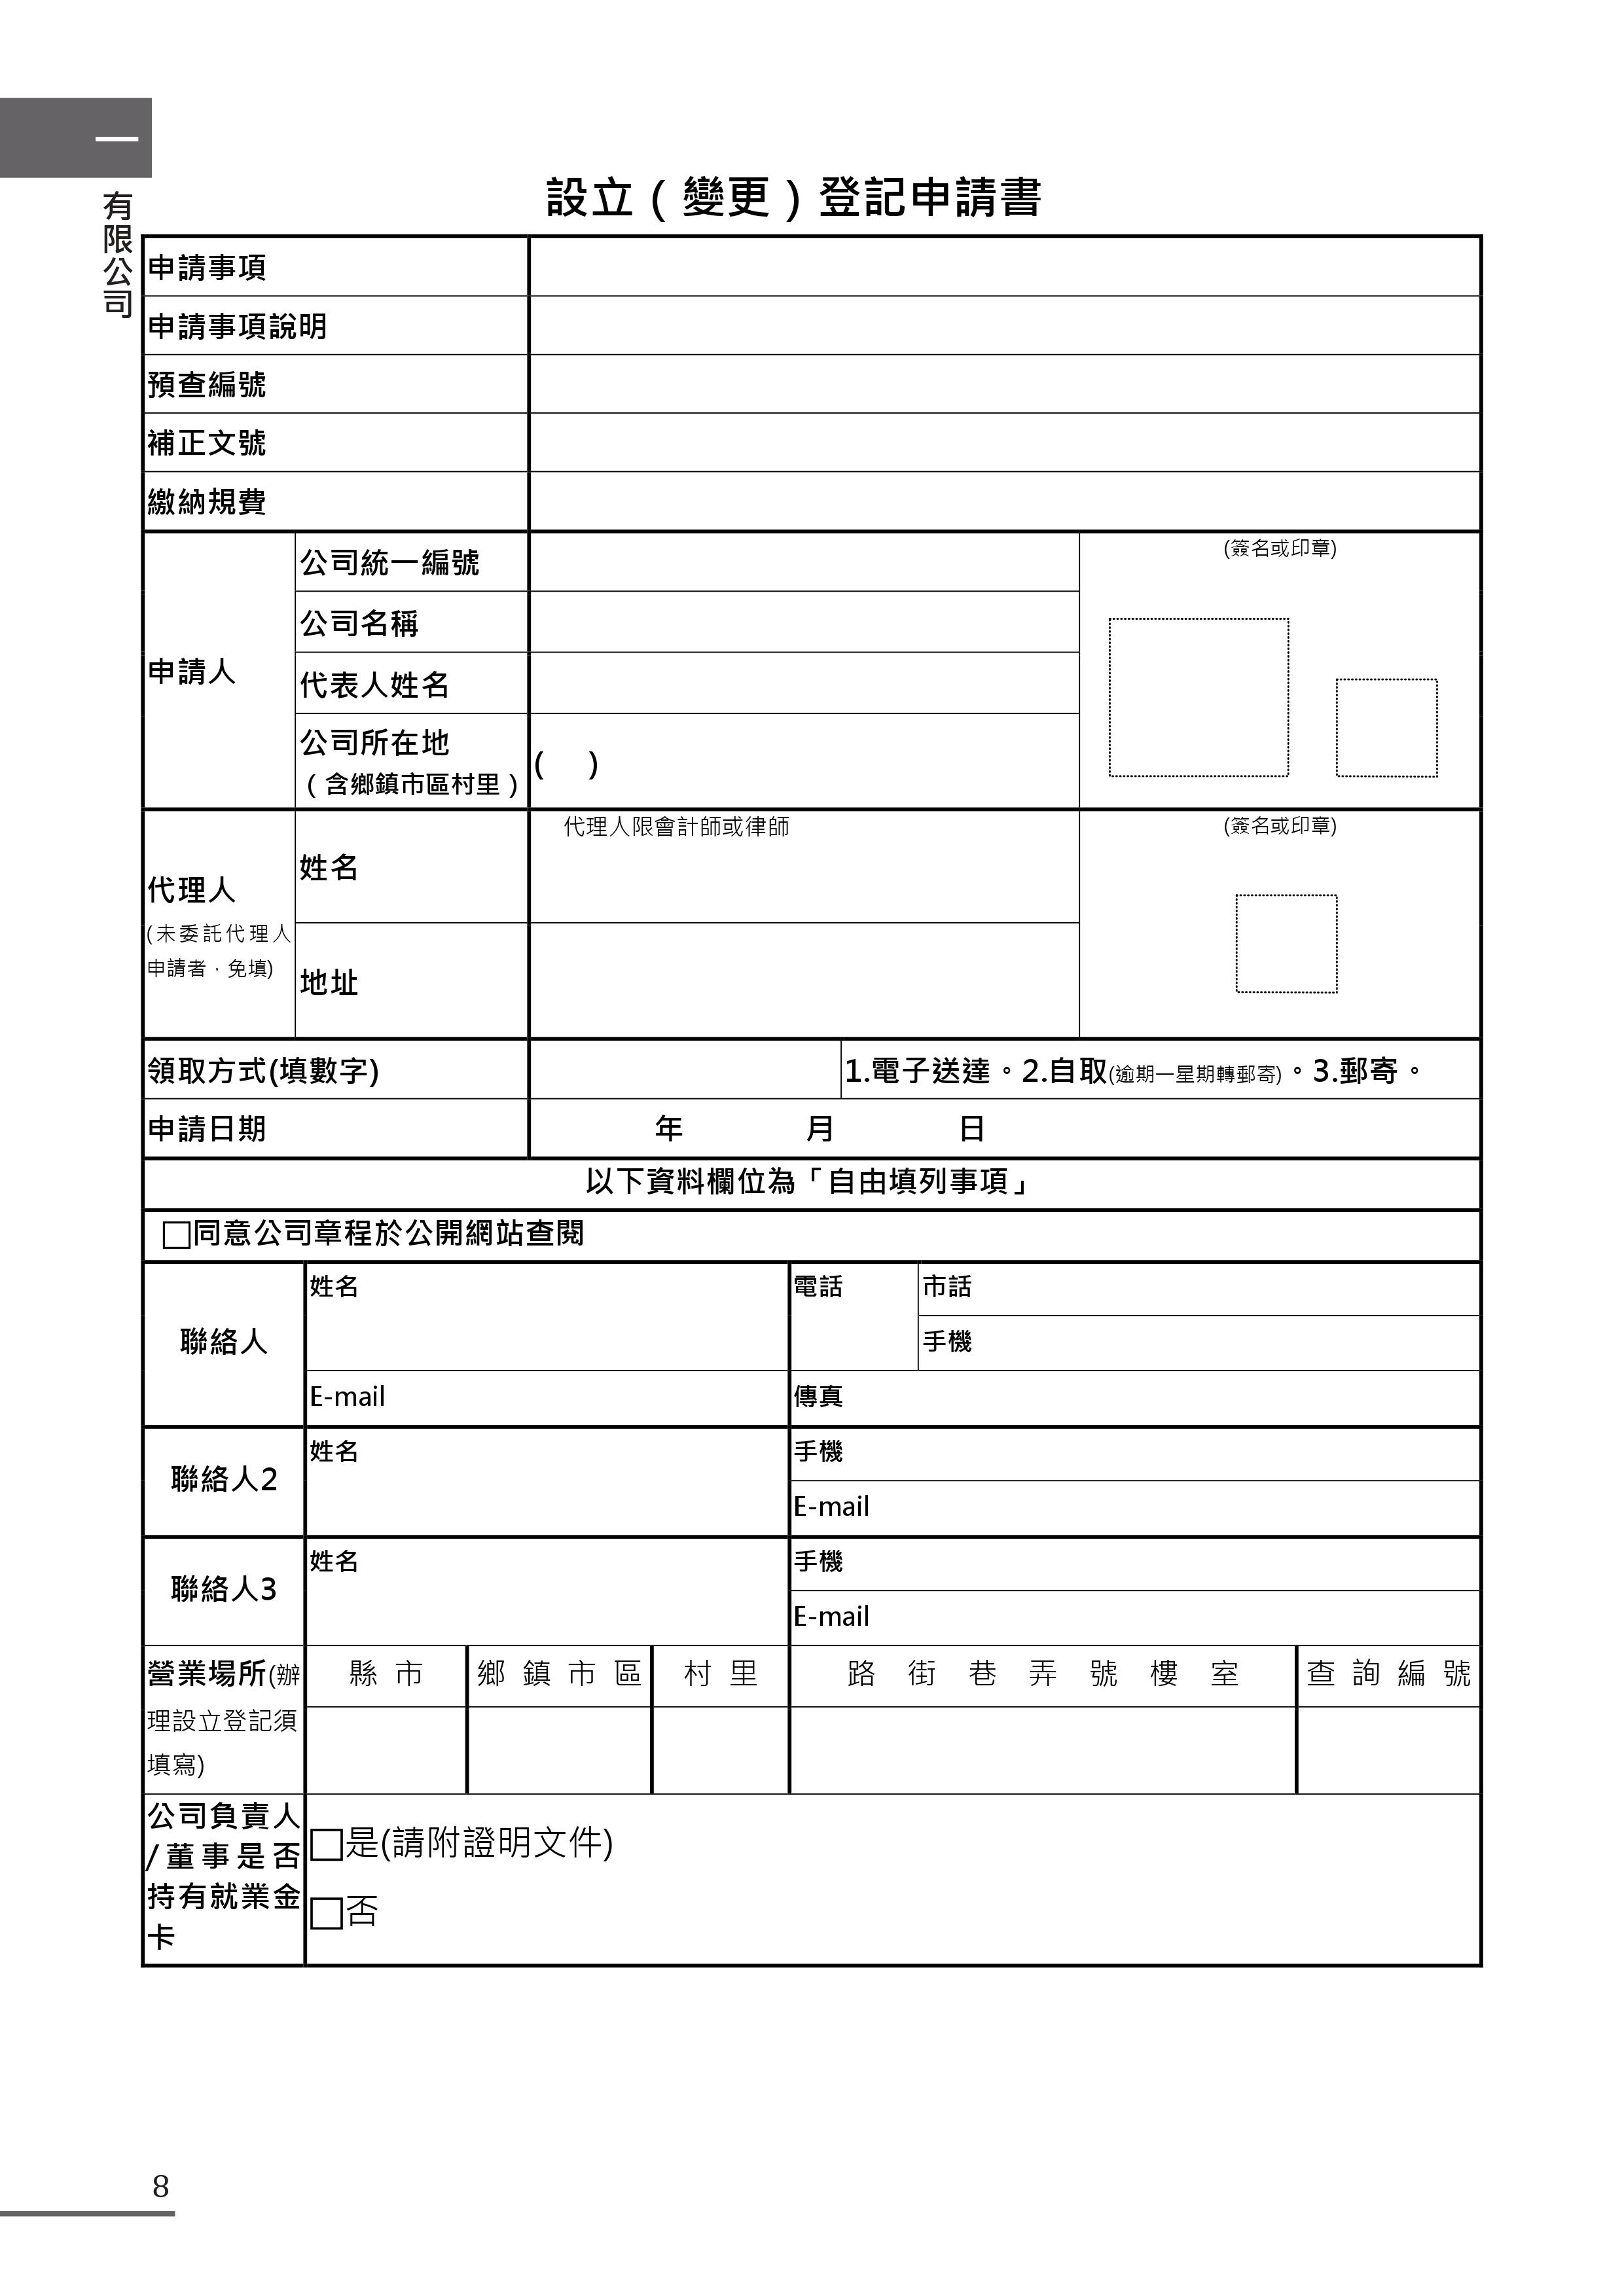 一
有限公司
設立（變更）登記申請書
申請事項
申請事項說明
預查編號
補正文號
繳納規費
申請人
公司統一編號
(簽名或印章)
公司名稱
代表人姓名
公司所在地
（含鄉鎮市區村里）
(    )
代理人
(未委託代理人
申請者，免填)
姓名
代理人限會計師或律師
(簽名或印章)
地址
領取方式(填數字)
1.電子送達。2.自取(逾期一星期轉郵寄)。3.郵寄。
申請日期
年 月 日
以下資料欄位為「自由填列事項」
□同意公司章程於公開網站查閱
聯絡人
姓名
電話
市話
手機
E-mail
傳真
聯絡人2
姓名
手機
E-mail
聯絡人3
姓名
手機
E-mail
營業場所(辦
理設立登記須
填寫)
縣市
鄉鎮市區
村里
路街巷弄號樓室
查詢編號
公司負責人
/董事是否
持有就業金
卡
□是(請附證明文件)
□否
8